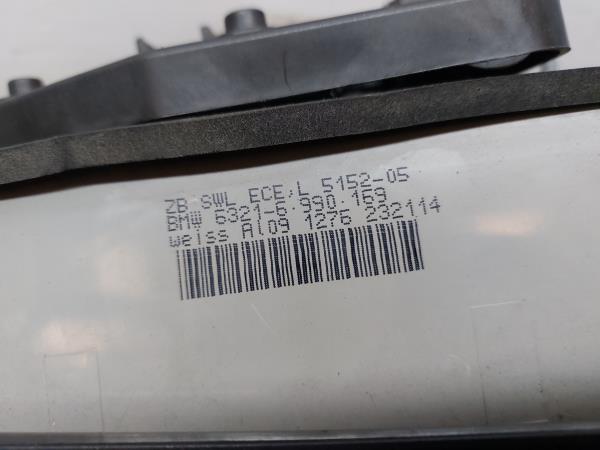 ZB SWL ECE,L 5152-05
BMW 6321-6.990.169
weiss Al09 1276 232114